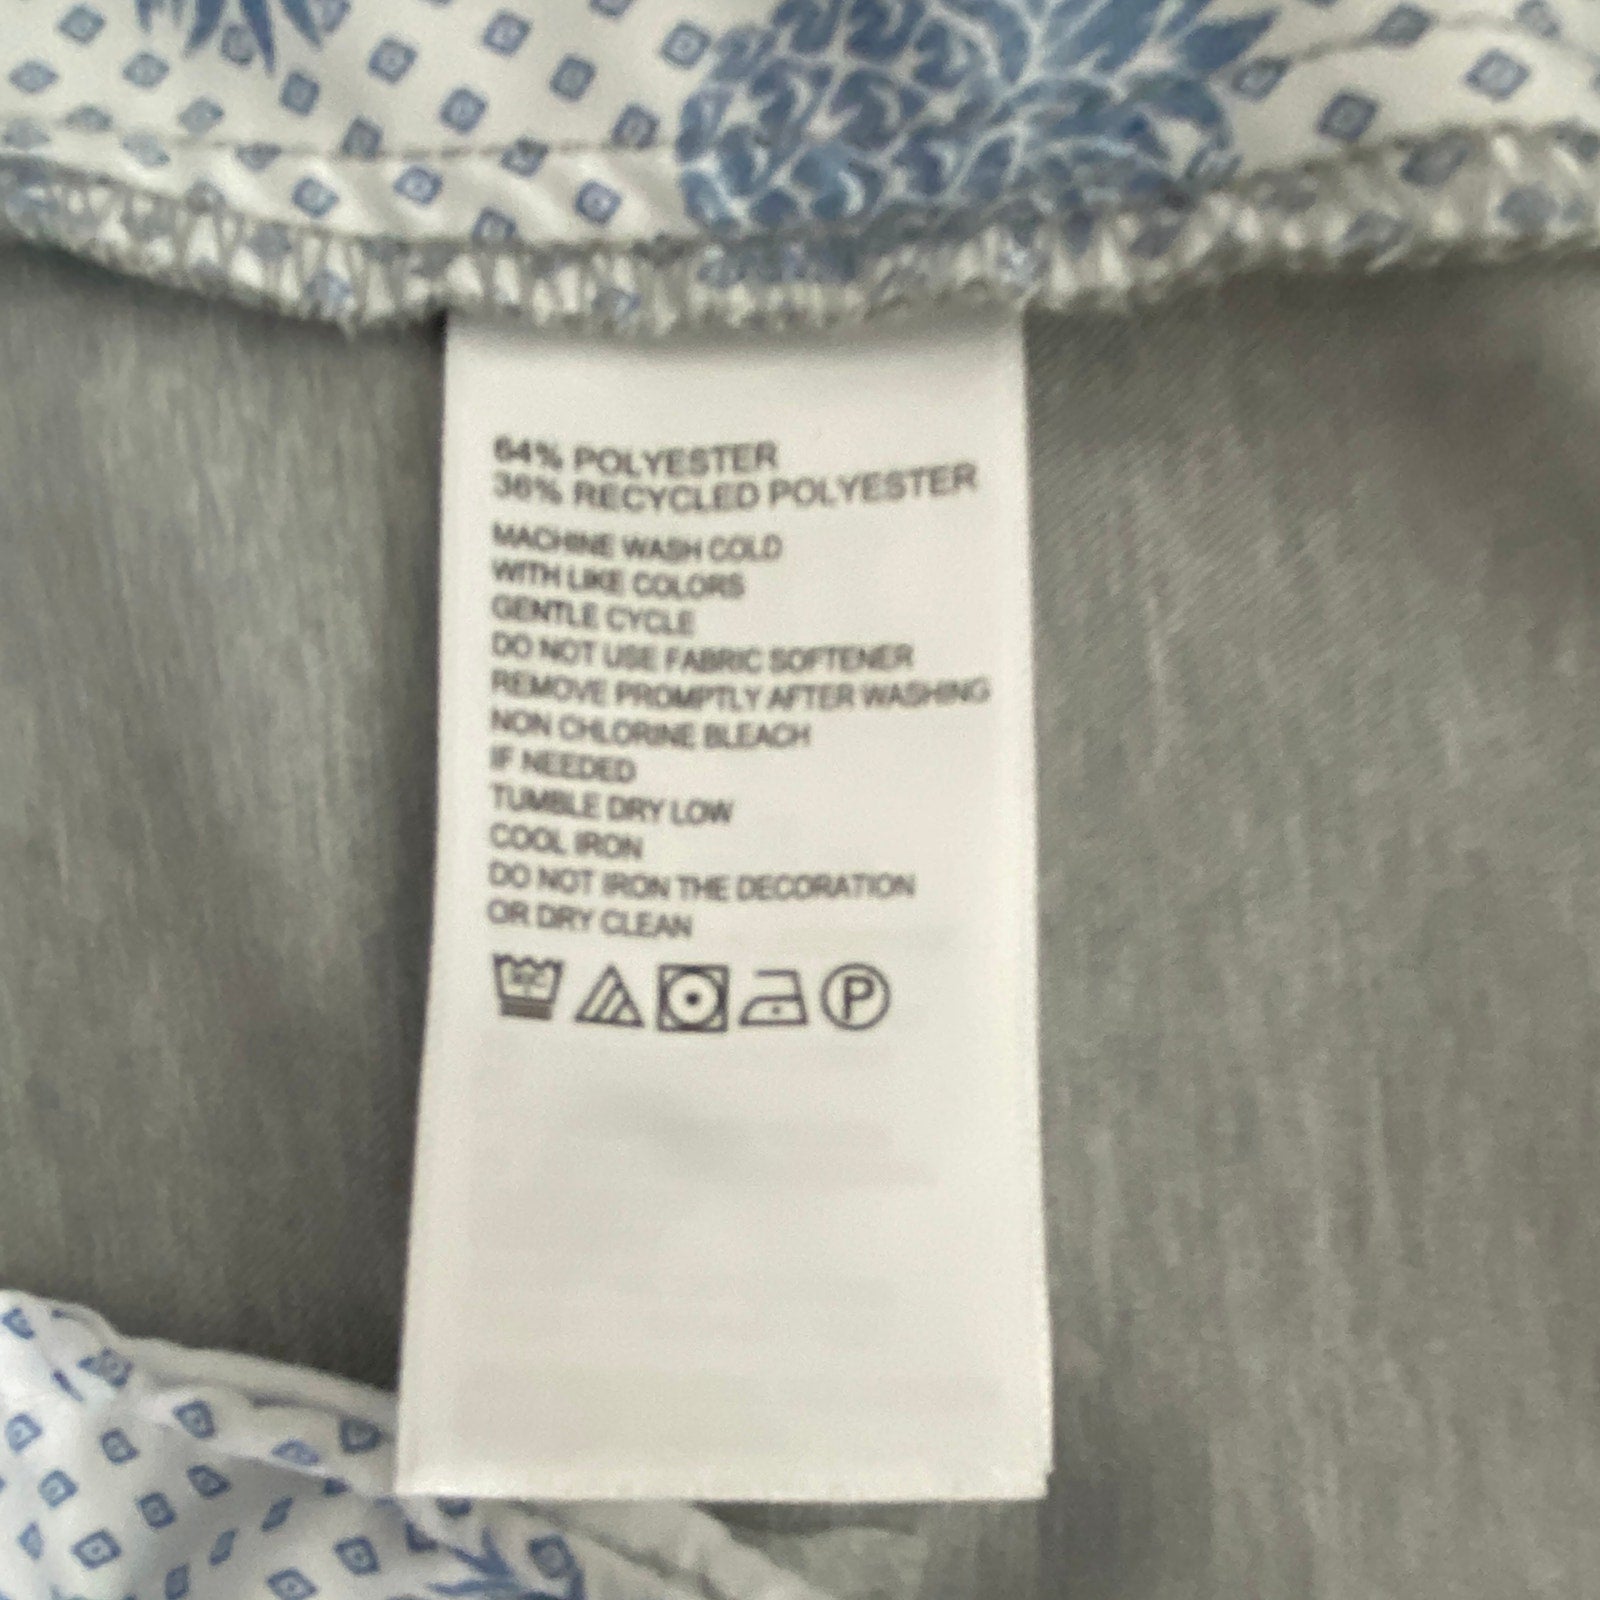 64% POLYESTER
36% RECYCLED POLYESTER
MACHINE WASH COLD
WITH LIKE COLORS
GENTLE CYCLE
DO NOT USE FABRIC SOFTENER
REMOVE PROMPTLY AFTER WASHING
NON CHLORINE BLEACH
IF NEEDED
TUMBLE DRY LOW
COOL IRON
DO NOT IRON THE DECORATION
OR DRY CLEAN
P